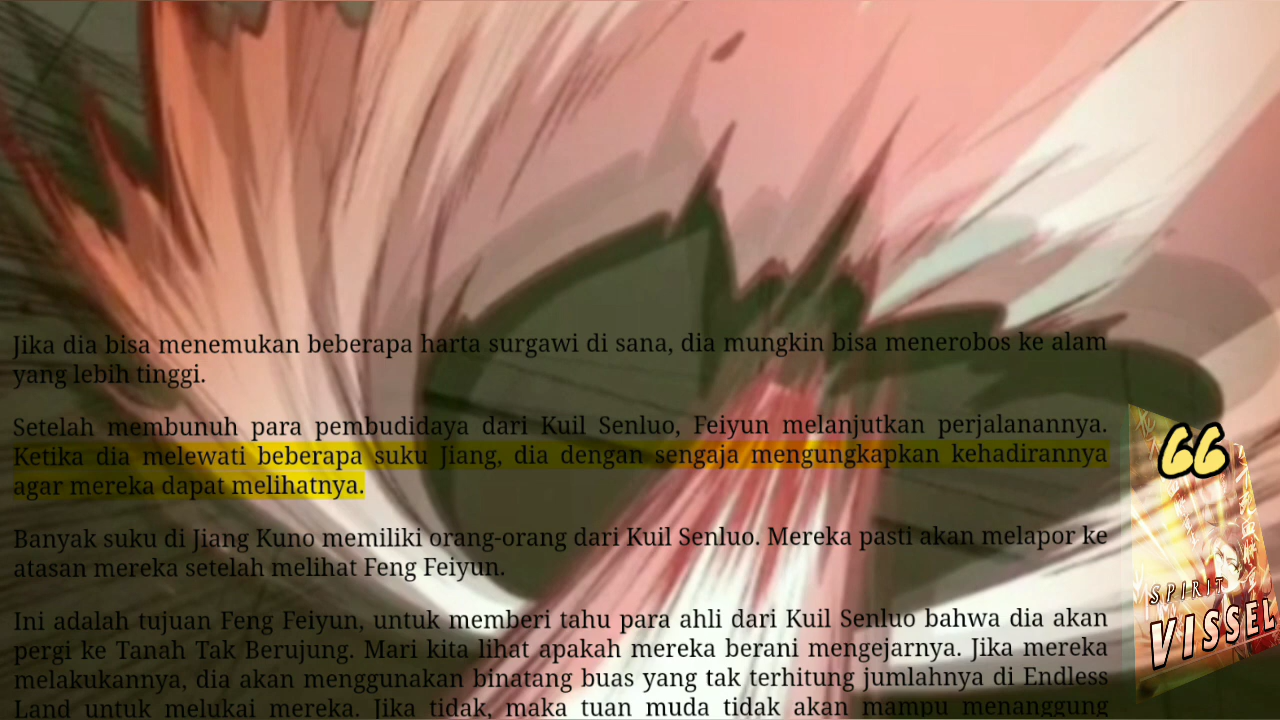 Jika dia bisa menemukan beberapa harta surgawi di sana, dia mungkin bisa menerobos ke alam
yang lebih tinggi.
Setelah membunuh para pembudidaya dari Kuil Senluo, Feiyun melanjutkan perjalanannya.
Ketika dia melewati beberapa suku Jiang, dia dengan sengaja mengungkapkan kehadirannya
agar mereka dapat melihatnya.
Banyak suku di Jiang Kuno memiliki orang-orang dari Kuil Senluo. Mereka pasti akan melapor ke
atasan mereka setelah melihat Feng Feiyun.
Ini adalah tujuan Feng Feiyun, untuk memberi tahu para ahli dari Kuil Senluo bahwa dia akan
pergi ke Tanah Tak Berujung. Mari kita lihat apakah mereka berani mengejarnya. Jika mereka
melakukannya, dia akan menggunakan binatang buas yang tak terhitung jumlahnya di Endless
Land untuk melukai mereka. Jika tidak, maka tuan muda tidak akan mampu menanggung
66
SPIRIT
VISSEL